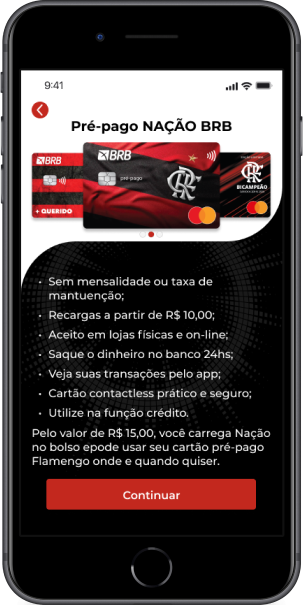 9:41
Pré-pago NAÇÃO BRB
BRB
+ QUERIDO
BRB
pré-pago
CRF
CRF
BICAMPEÃO
• Sem mensalidade ou taxa de
mantuenção;
• Recargas a partir de R$ 10,00;
• Aceito em lojas físicas e on-line;
• Saque o dinheiro no banco 24hs;
• Veja suas transações pelo app;
• Cartão contactless prático e seguro;
• Utilize na função crédito.
Pelo valor de R$ 15,00, você carrega Nação
no bolso epode usar seu cartão pré-pago
Flamengo onde e quando quiser.
Continuar